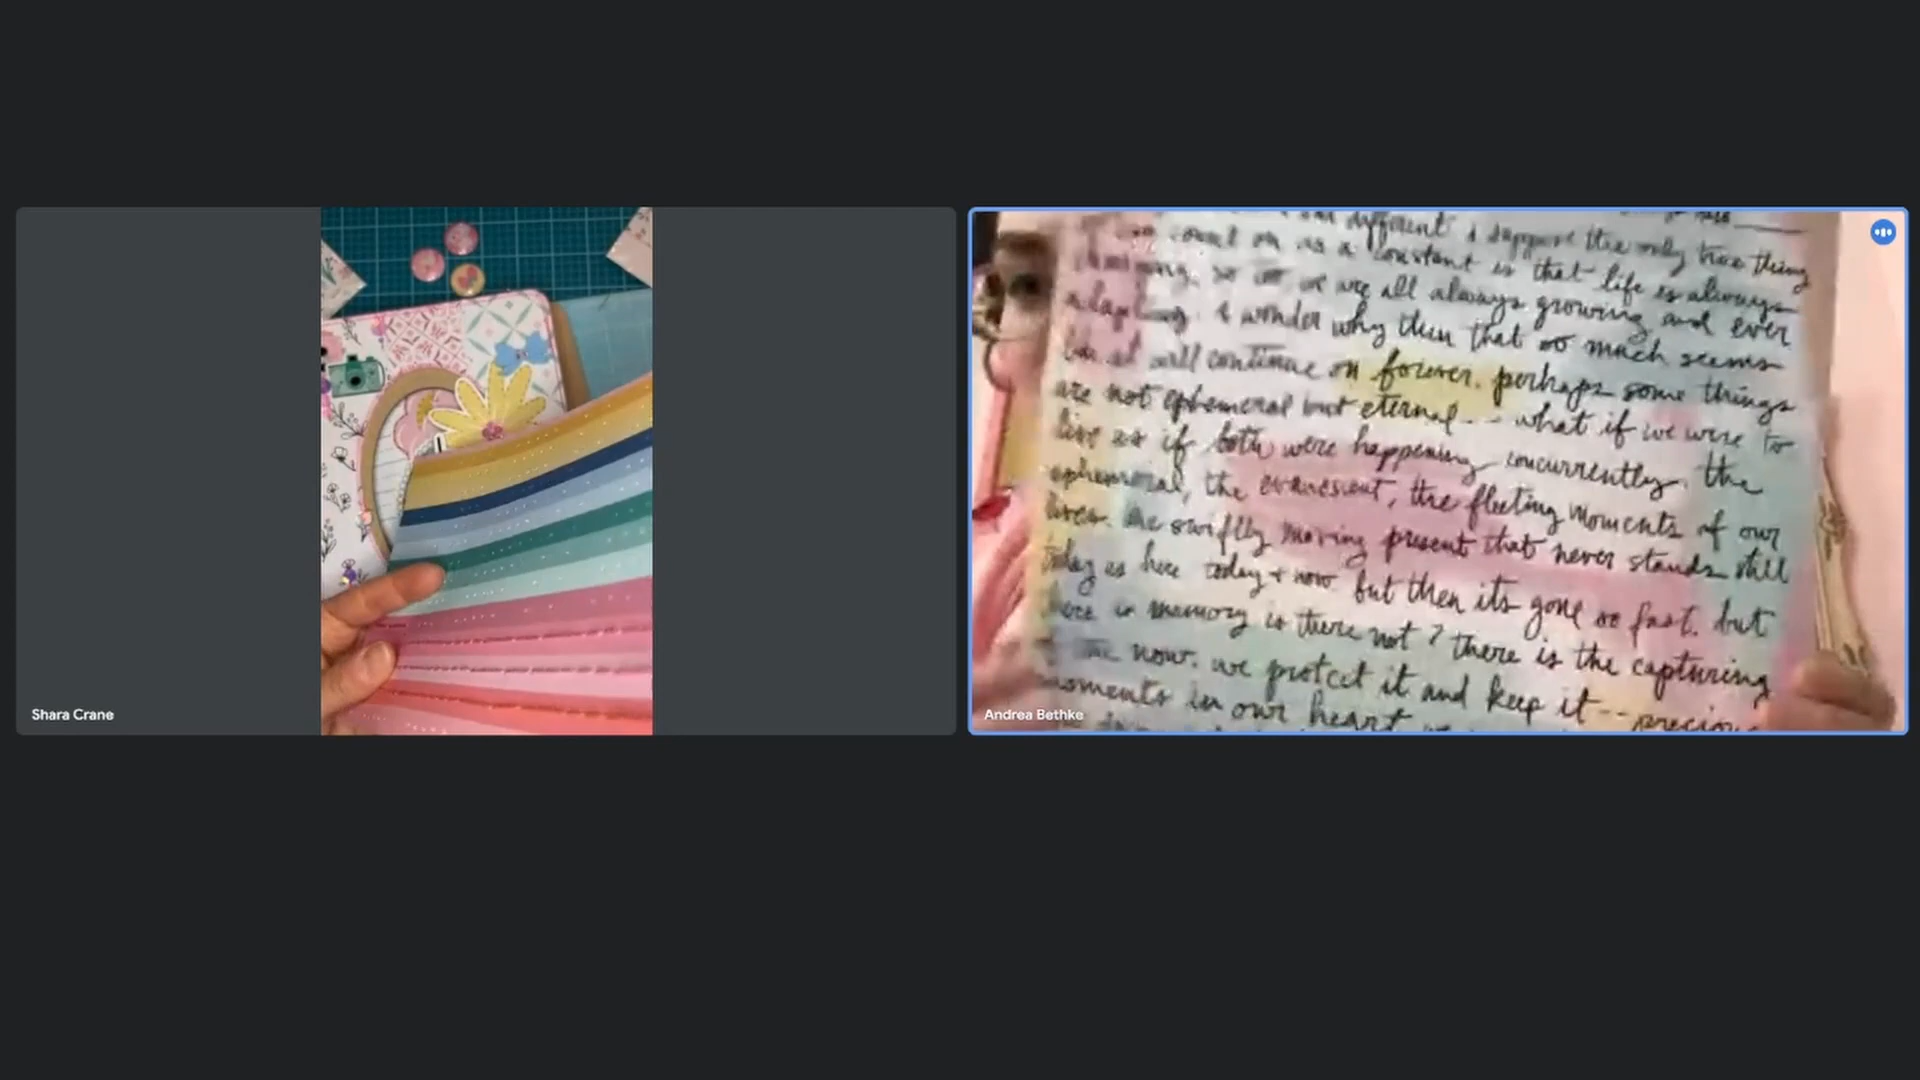 different I suppose the only true thing
count on as a constant is that life is always
changing, so we are all always growing and ever
adapting. I wonder why then that so much seems
will continue on forever. perhaps some things
are not ephemeral but eternal -- what if we were to
live as if both were happening concurrently. the
ephemeral, the evanescent, the fleeting moments of our
lives. the swiftly moving present that never stands still
today is here today + now but then its gone so fast. but
there is memory is there not? there is the capturing
the now. we protect it and keep it -- precious
moments in our heart
Shara Crane
Andrea Bethke